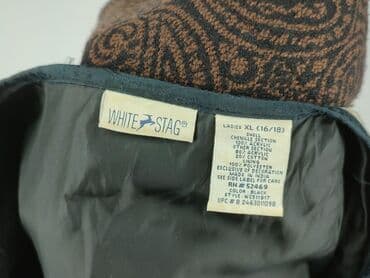 WHITE STAG®
LADIES XL (16/18)
SHELL
CHENILLE SECTION
100% ACRYLIC
OTHER SECTION
80% ACRYLIC
20% COTTON
LINING
100% POLYESTER
EXCLUSIVE OF DECORATION
MADE IN INDIA
SEE SIDE LABEL FOR CARE
RN# 52469
COLOR: BLACK